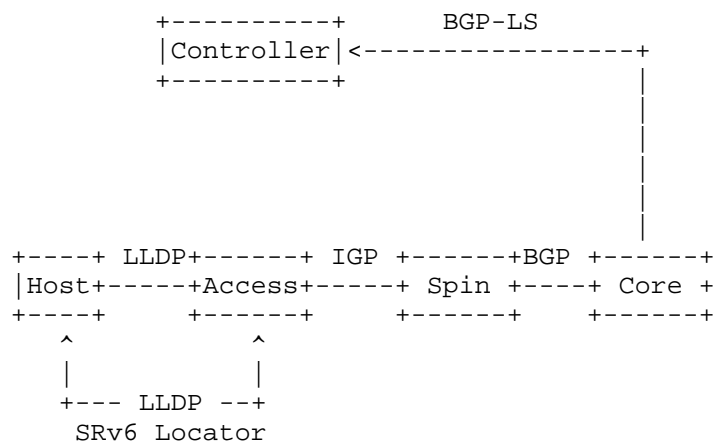 BGP-LS
Controller
LLDP IGP BGP
Host Access Spin Core
LLDP
SRv6 Locator